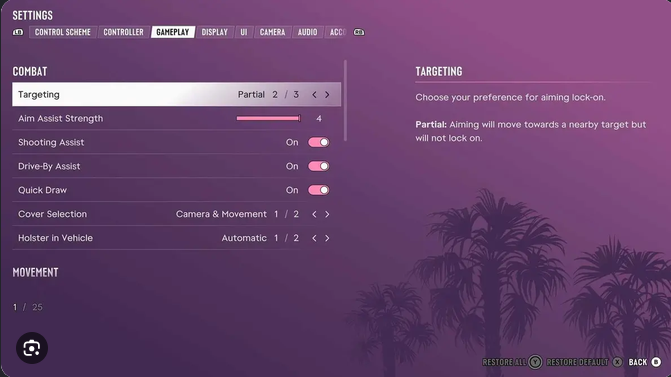 SETTINGS
LB CONTROL SCHEME CONTROLLER GAMEPLAY DISPLAY UI CAMERA AUDIO ACC RB
COMBAT
Targeting Partial 2 / 3
Aim Assist Strength 4
Shooting Assist On
Drive-By Assist On
Quick Draw On
Cover Selection Camera & Movement 1 / 2
Holster in Vehicle Automatic 1 / 2
MOVEMENT
1 / 25
TARGETING
Choose your preference for aiming lock-on.
Partial: Aiming will move towards a nearby target but
will not lock on.
RESTORE ALL Y RESTORE DEFAULT X BACK B